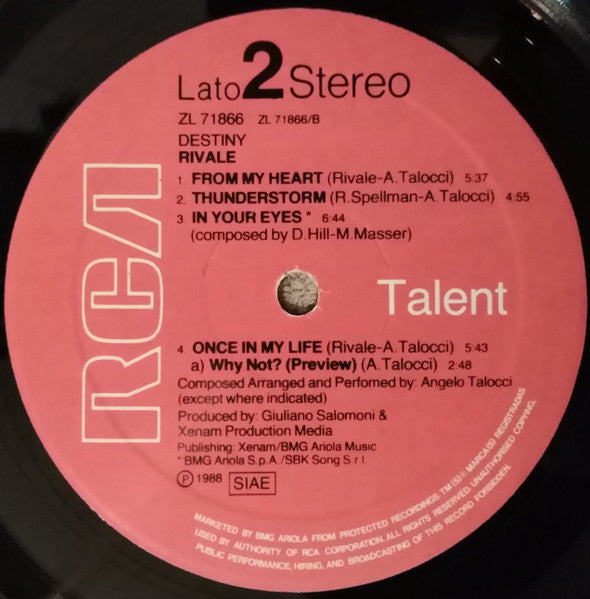 Lato 2 Stereo
ZL 71866 ZL 71866/B
DESTINY
RIVALE
1 FROM MY HEART (Rivale-A.Talocci) 5:37
2 THUNDERSTORM (R.Spellman-A.Talocci) 4:55
3 IN YOUR EYES * 6:44
(composed by D.Hill-M.Masser)
RCA
Talent
4 ONCE IN MY LIFE (Rivale-A.Talocci) 5:43
a) Why Not? (Preview) (A.Talocci) 2:48
Composed Arranged and Perfomed by: Angelo Talocci
(except where indicated)
Produced by: Giuliano Salomoni &
Xenam Production Media
Publishing: Xenam/BMG Ariola Music
* BMG Ariola S.p.A./SBK Song S.r.l.
Ⓟ 1988 SIAE
MARKETED BY BMG ARIOLA FROM PROTECTED RECORDINGS. TM (S)® MARCA(S) REGISTRADAS
USED BY AUTHORITY OF RCA CORPORATION. ALL RIGHTS RESERVED. UNAUTHORISED COPYING,
PUBLIC PERFORMANCE, HIRING, AND BROADCASTING OF THIS RECORD FORBIDDEN.